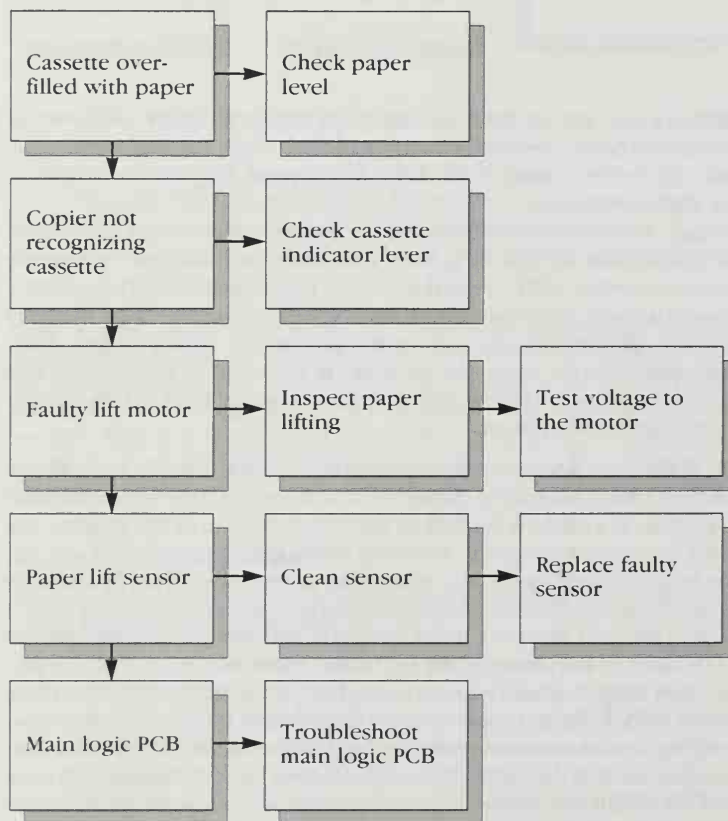 Cassette over-
filled with paper
Check paper
level
Copier not
recognizing
cassette
Check cassette
indicator lever
Faulty lift motor
Inspect paper
lifting
Test voltage to
the motor
Paper lift sensor
Clean sensor
Replace faulty
sensor
Main logic PCB
Troubleshoot
main logic PCB